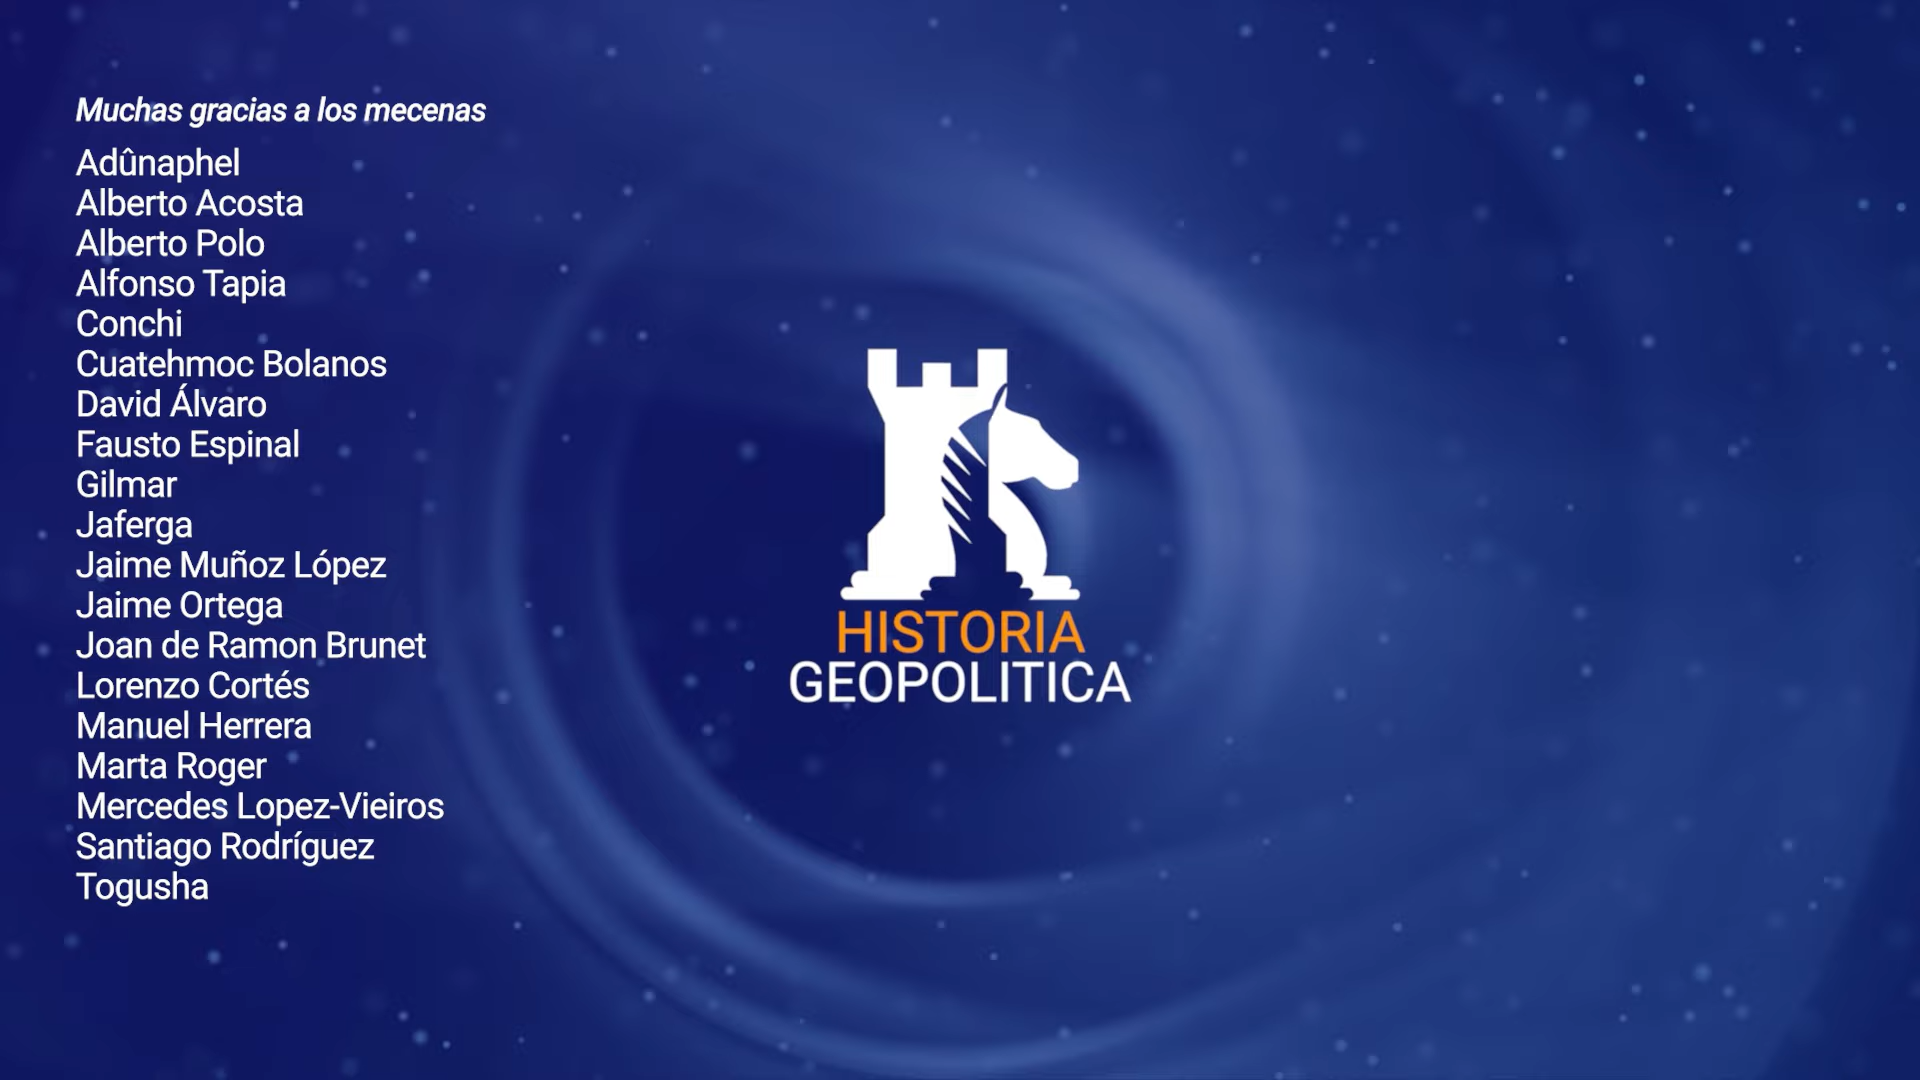 Muchas gracias a los mecenas
Adûnaphel
Alberto Acosta
Alberto Polo
Alfonso Tapia
Conchi
Cuatehmoc Bolanos
David Álvaro
Fausto Espinal
Gilmar
Jaferga
Jaime Muñoz López
Jaime Ortega
Joan de Ramon Brunet
Lorenzo Cortés
Manuel Herrera
Marta Roger
Mercedes Lopez-Vieiros
Santiago Rodríguez
Togusha
HISTORIA
GEOPOLITICA